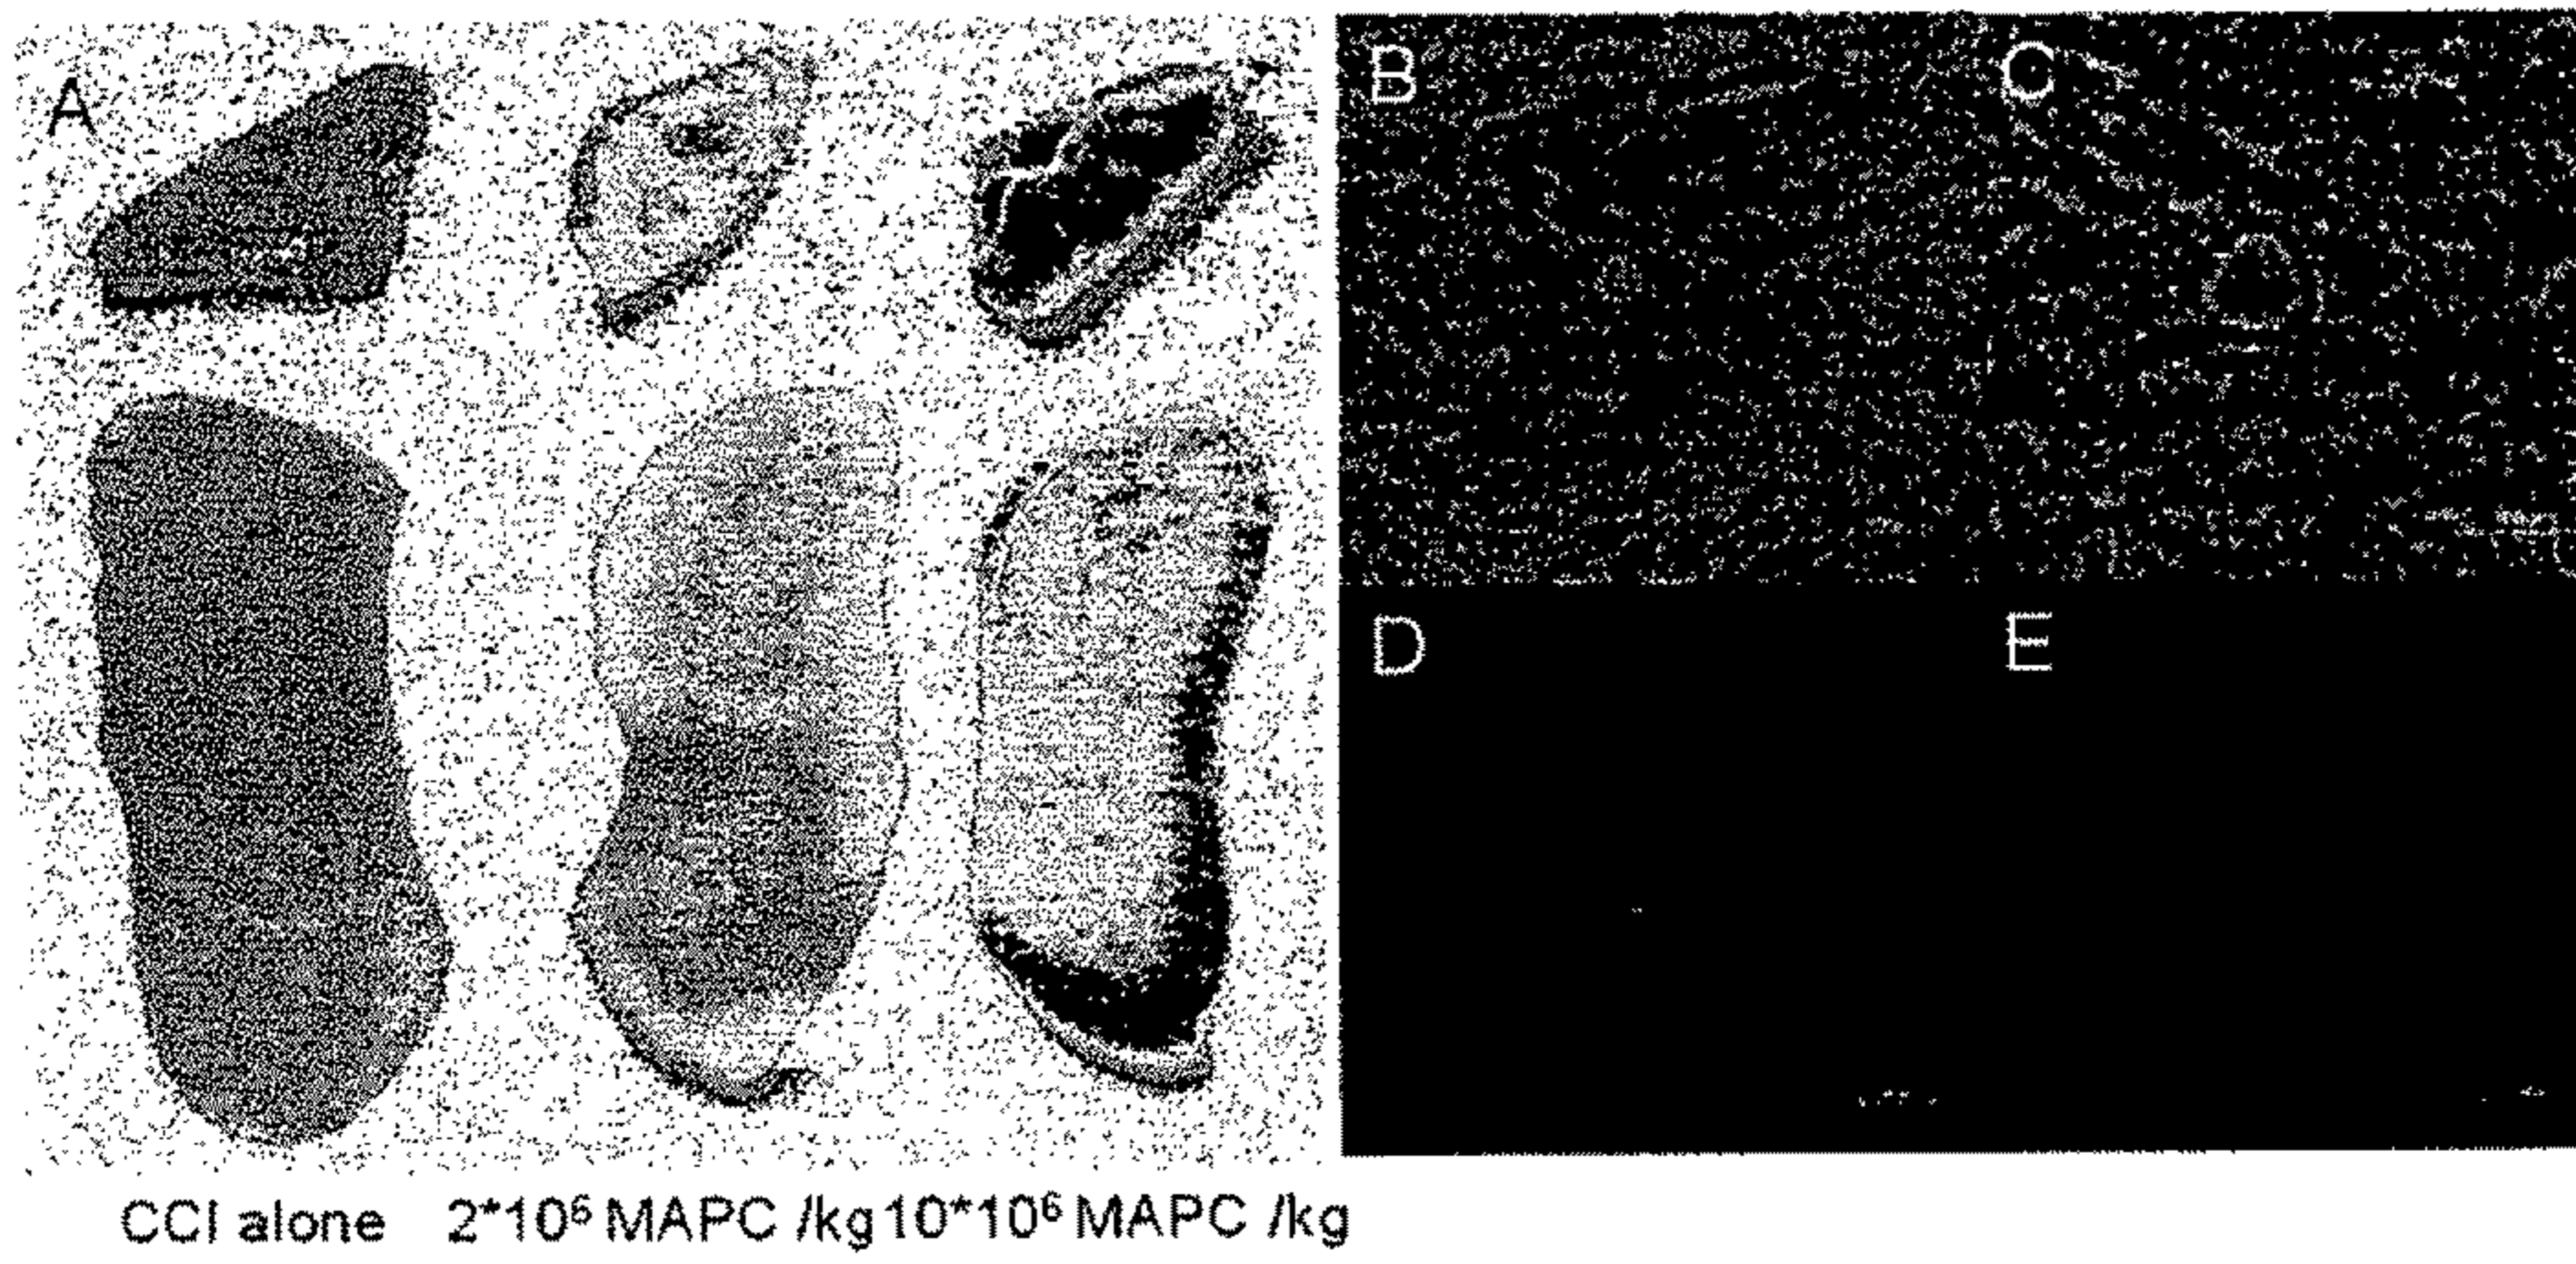 A
B
C
D
E
CCI alone 2*10⁶ MAPC /kg 10*10⁶ MAPC /kg